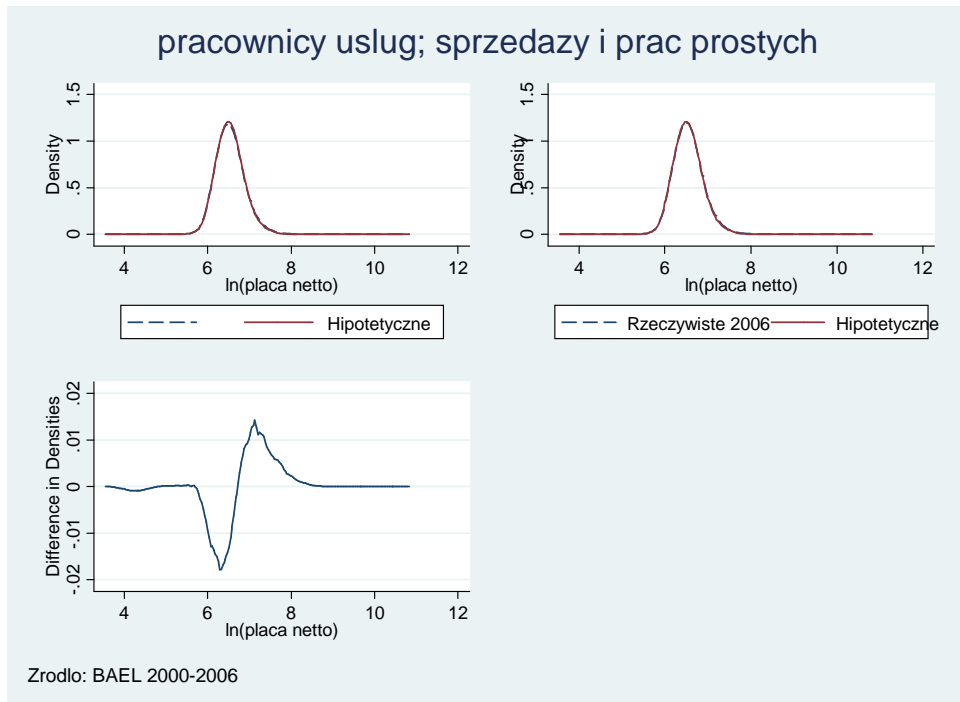 pracownicy uslug; sprzedazy i prac prostych
Density
0
.5
1
1.5
4 6 8 10 12
ln(placa netto)
Hipotetyczne
Density
0
.5
1
1.5
4 6 8 10 12
ln(placa netto)
Rzeczywiste 2006 Hipotetyczne
Difference in Densities
-.02
-.01
0
.01
.02
4 6 8 10 12
ln(placa netto)
Zrodlo: BAEL 2000-2006